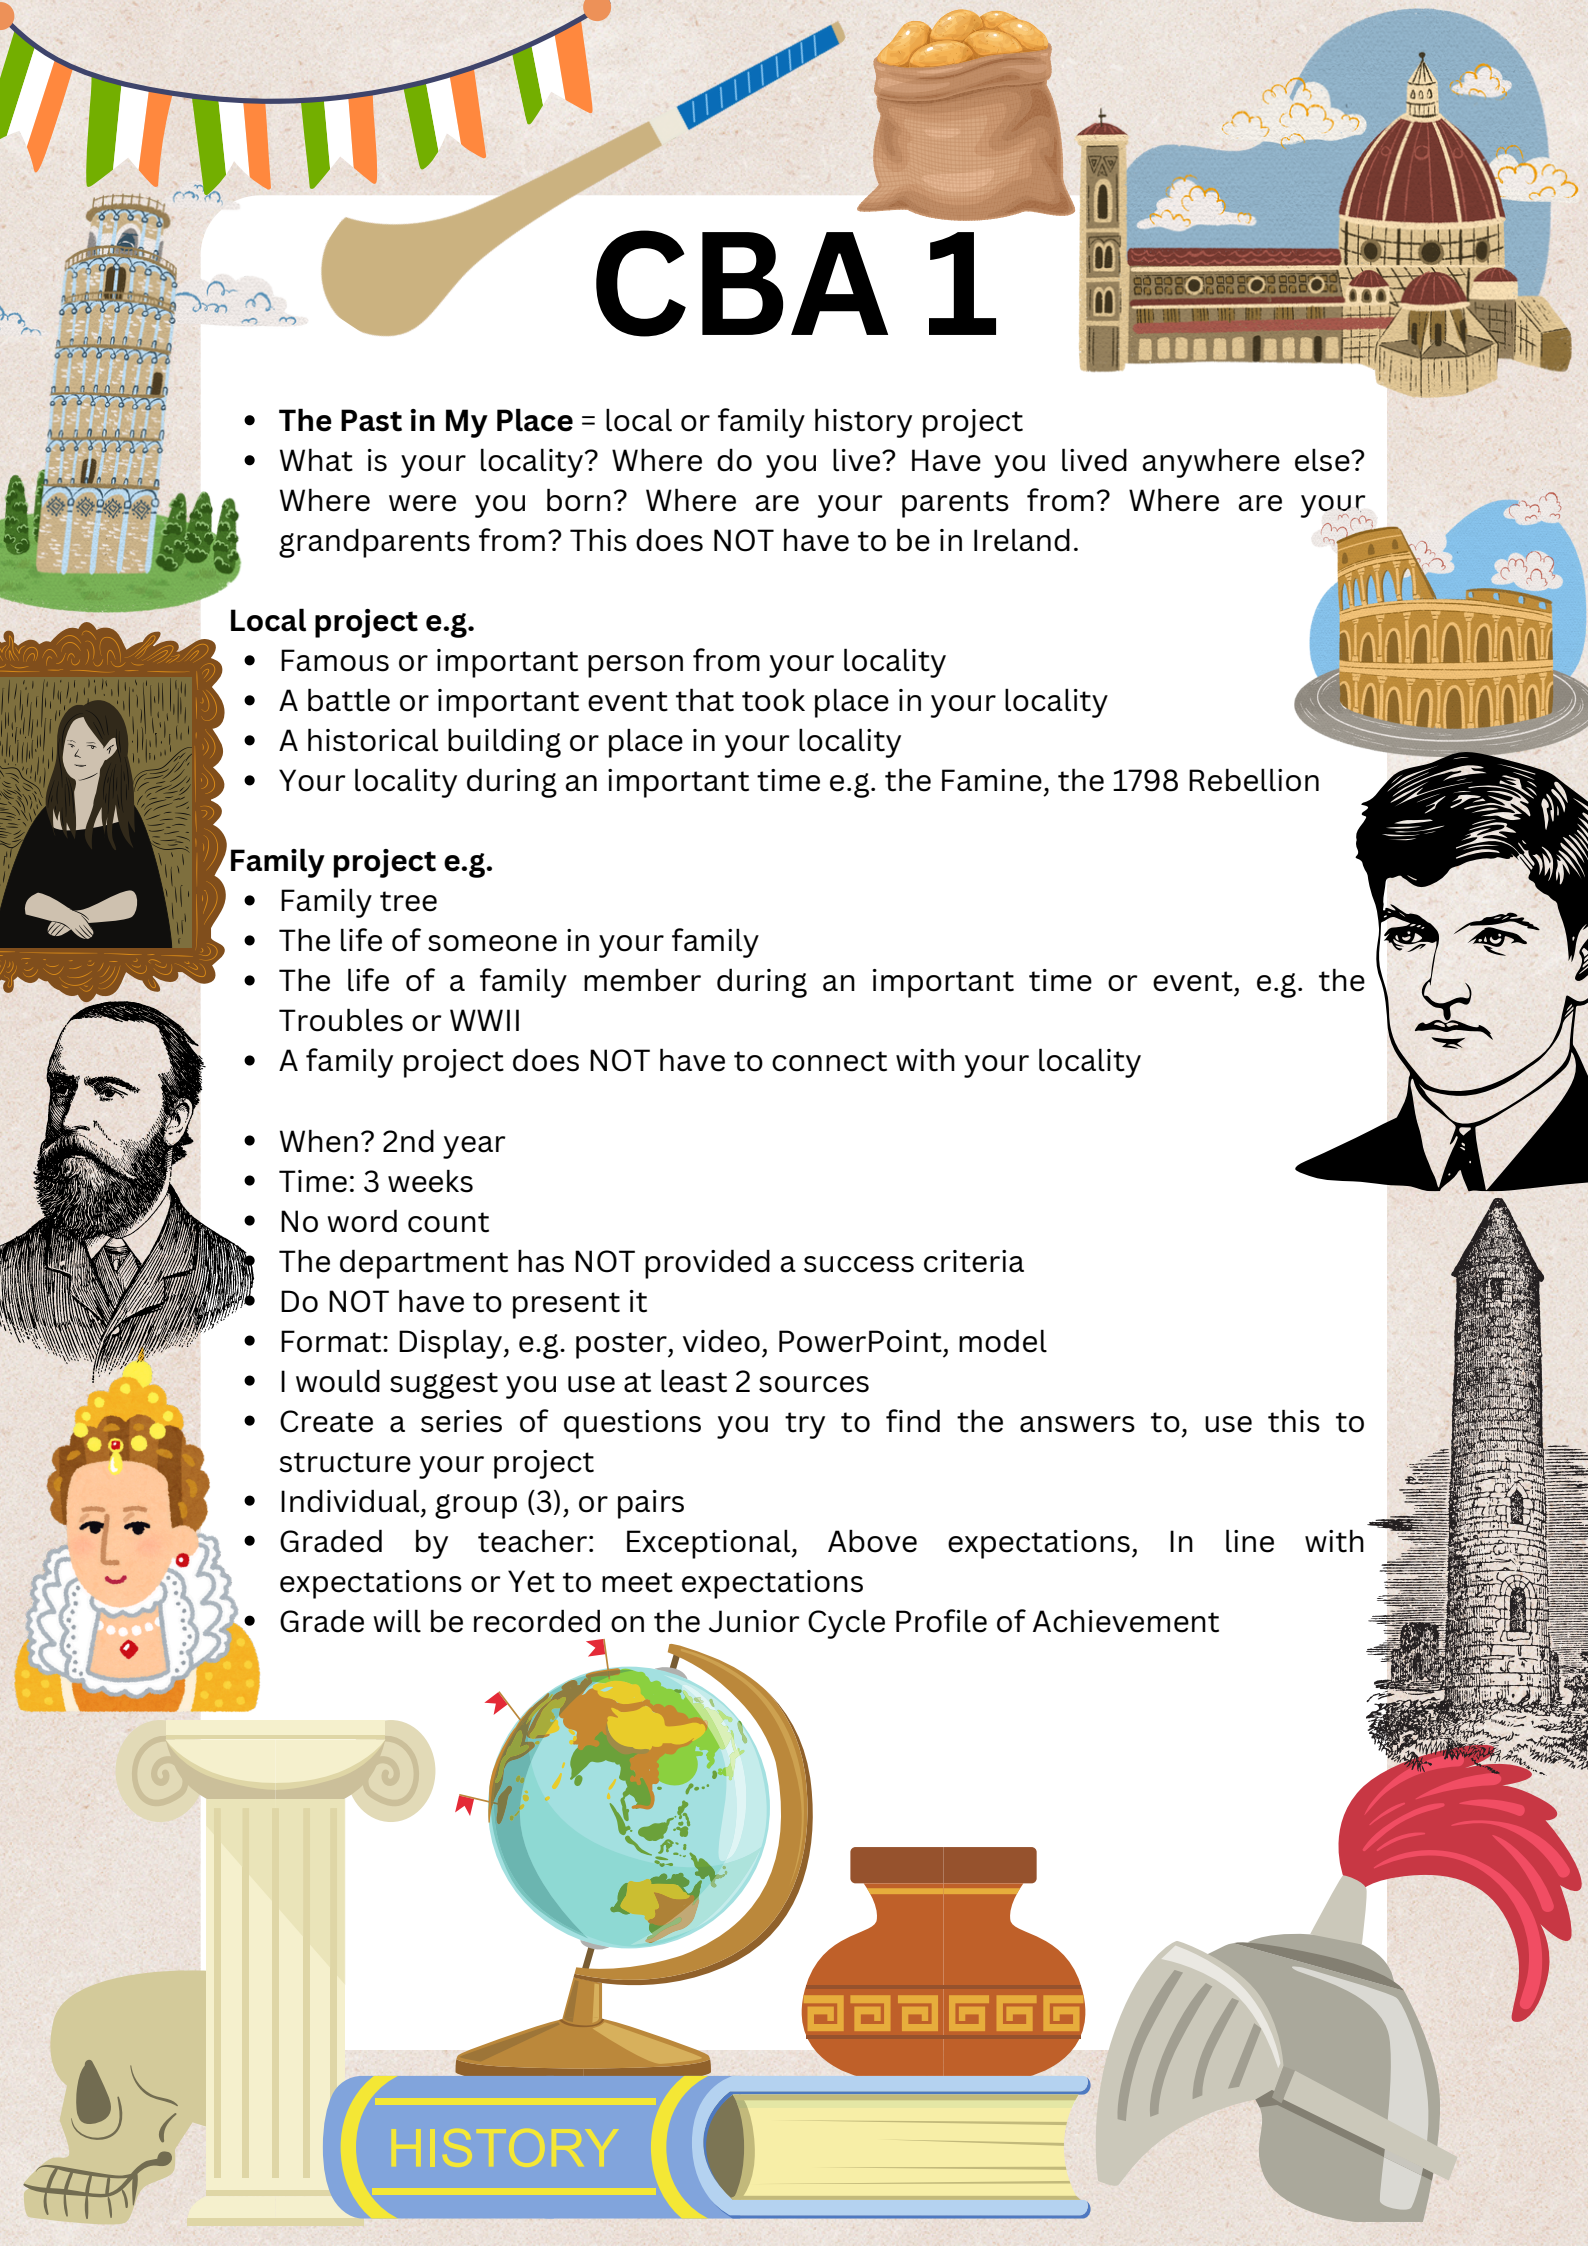 CBA 1
• The Past in My Place = local or family history project
• What is your locality? Where do you live? Have you lived anywhere else?
Where were you born? Where are your parents from? Where are your
grandparents from? This does NOT have to be in Ireland.
Local project e.g.
• Famous or important person from your locality
• A battle or important event that took place in your locality
• A historical building or place in your locality
• Your locality during an important time e.g. the Famine, the 1798 Rebellion
Family project e.g.
• Family tree
• The life of someone in your family
• The life of a family member during an important time or event, e.g. the
Troubles or WWII
• A family project does NOT have to connect with your locality
• When? 2nd year
• Time: 3 weeks
• No word count
• The department has NOT provided a success criteria
• Do NOT have to present it
• Format: Display, e.g. poster, video, PowerPoint, model
• I would suggest you use at least 2 sources
• Create a series of questions you try to find the answers to, use this to
structure your project
• Individual, group (3), or pairs
• Graded by teacher: Exceptional, Above expectations, In line with
expectations or Yet to meet expectations
• Grade will be recorded on the Junior Cycle Profile of Achievement
HISTORY